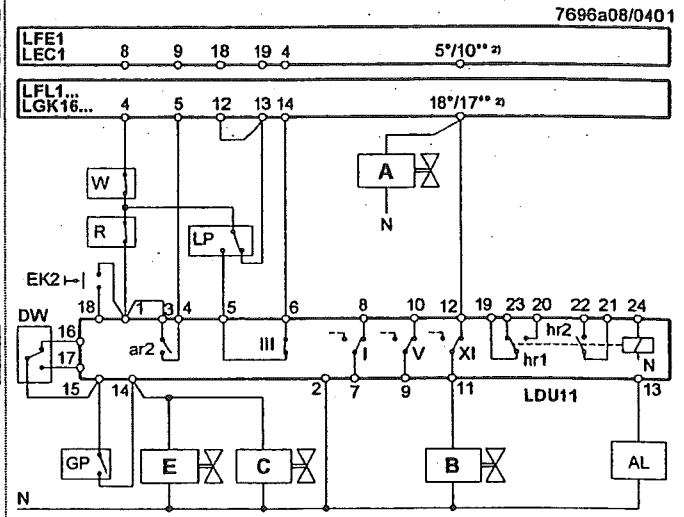 7696a08/0401
LFE1
LEC1
8 9 18 19 4 5°/10°° 2)
LFL1...
LGK16...
4 5 12 13 14 18°/17°° 2)
W
A
R
LP
N
EK2
DW
18 1 3 4 5 6 8 10 12 19 23 20 22 21 24
16
17
ar2
III
I
V
XI
hr1
hr2
N
15 14 2 7 9 11 LDU11 13
GP
E
C
B
AL
N